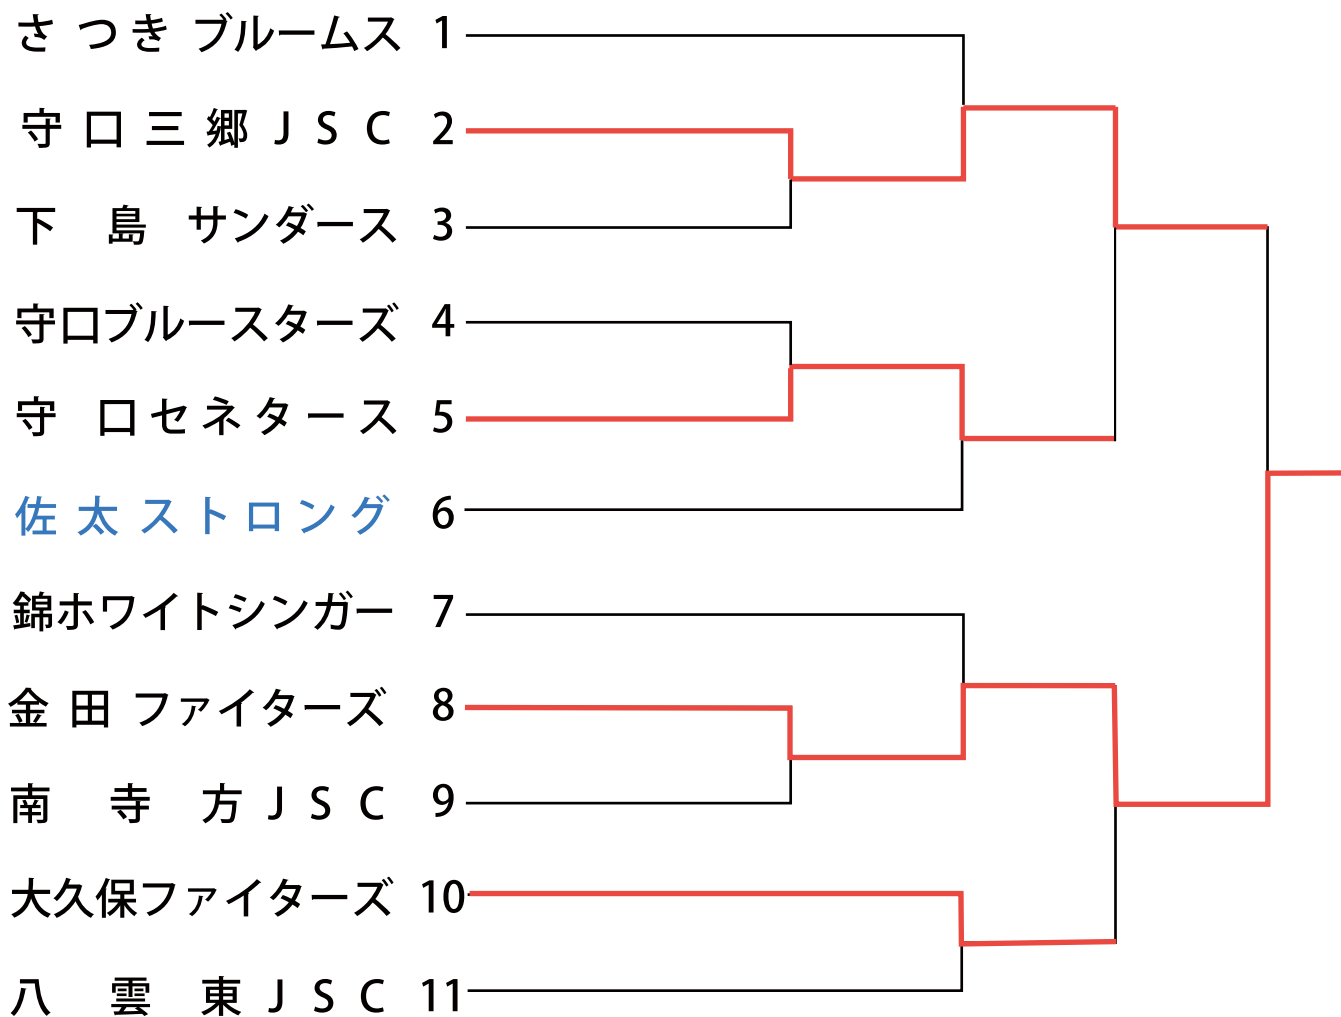 さつきブルームス 1
守口三郷JSC 2
下島サンダース 3
守口ブルースターズ 4
守口セネタース 5
佐太ストロング 6
錦ホワイトシンガー 7
金田ファイターズ 8
南寺方JSC 9
大久保ファイターズ 10
八雲東JSC 11